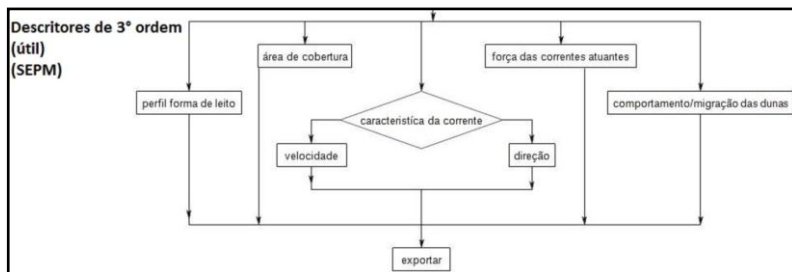 Descritores de 3° ordem
(útil)
(SEPM)
área de cobertura
força das correntes atuantes
perfil forma de leito
comportamento/migração das dunas
caracteristíca da corrente
velocidade
direção
exportar